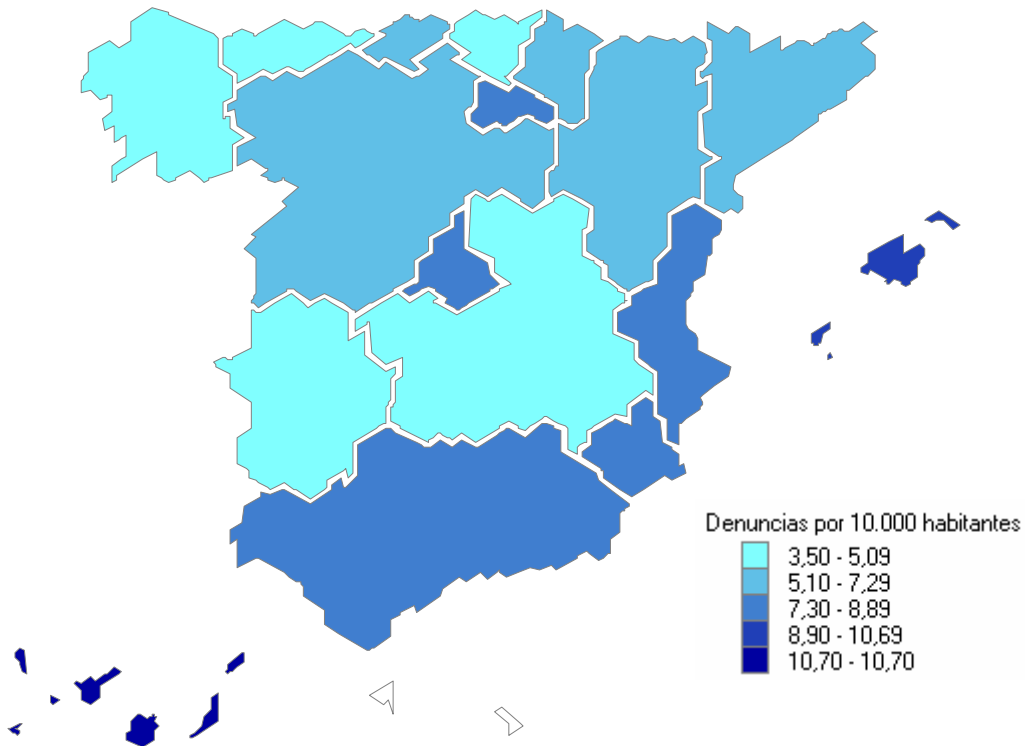 Denuncias por 10.000 habitantes
3,50 - 5,09
5,10 - 7,29
7,30 - 8,89
8,90 - 10,69
10,70 - 10,70